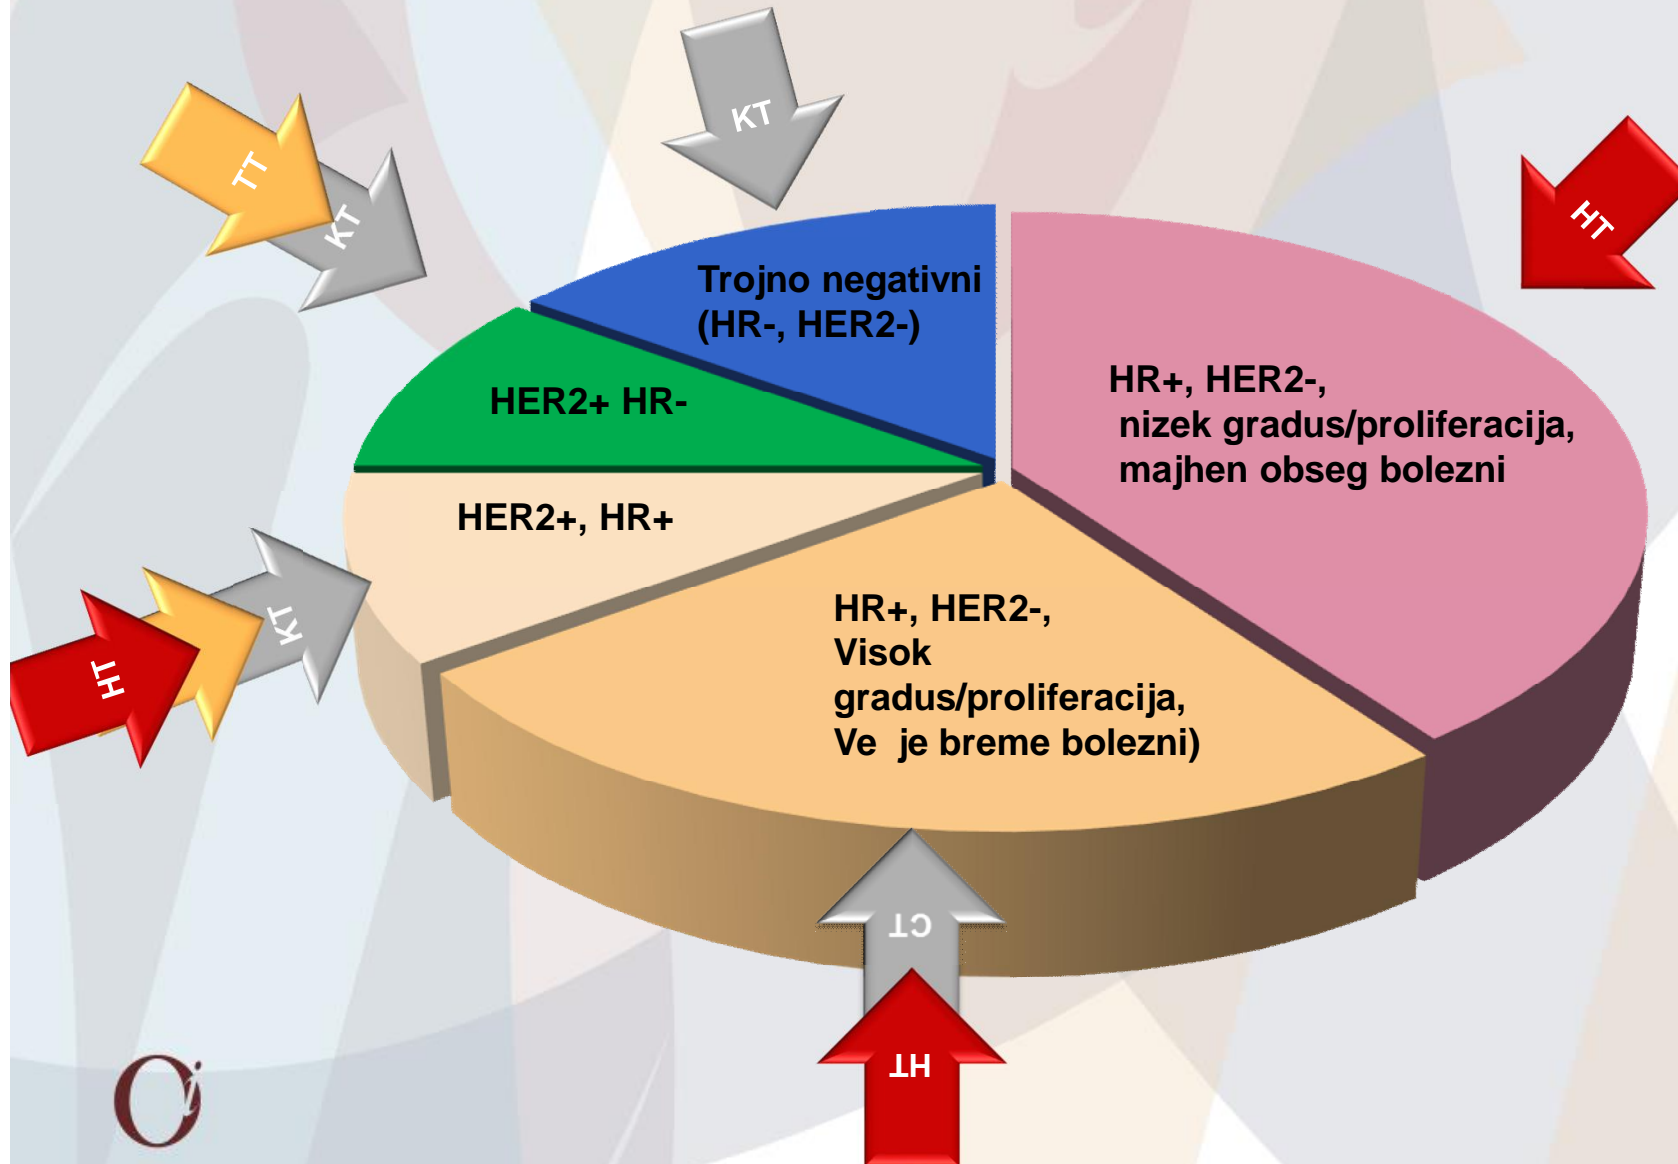 KT
TT
KT
HT
Trojno negativni
(HR-, HER2-)
HR+, HER2-,
nizek gradus/proliferacija,
majhen obseg bolezni
HER2+ HR-
HER2+, HR+
KT
HT
HR+, HER2-,
Visok
gradus/proliferacija,
Ve je breme bolezni)
CT
HT
Oi